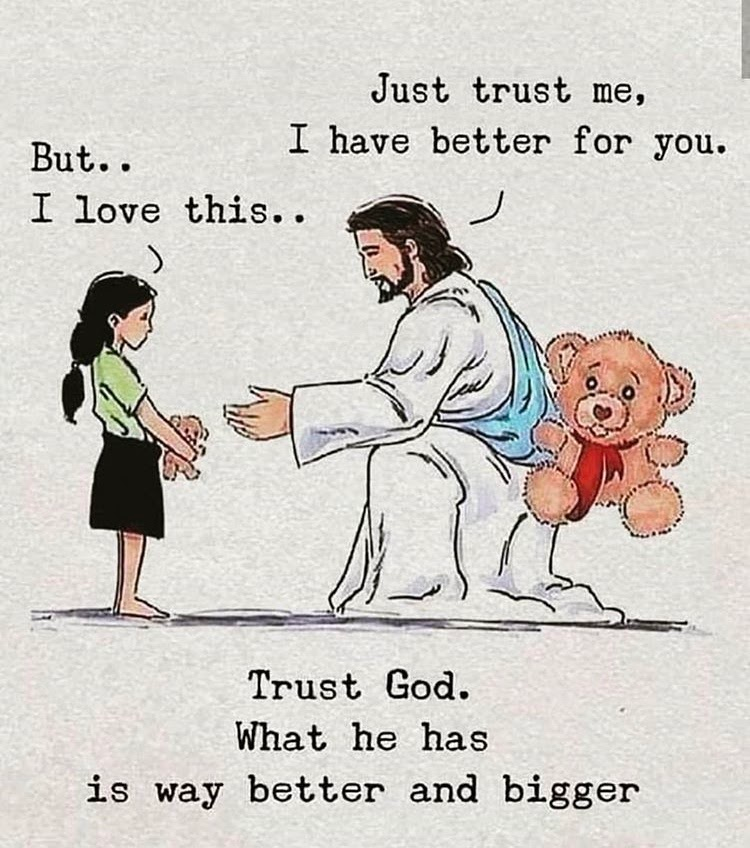 But..
I love this..
Just trust me,
I have better for you.
Trust God.
What he has
is way better and bigger